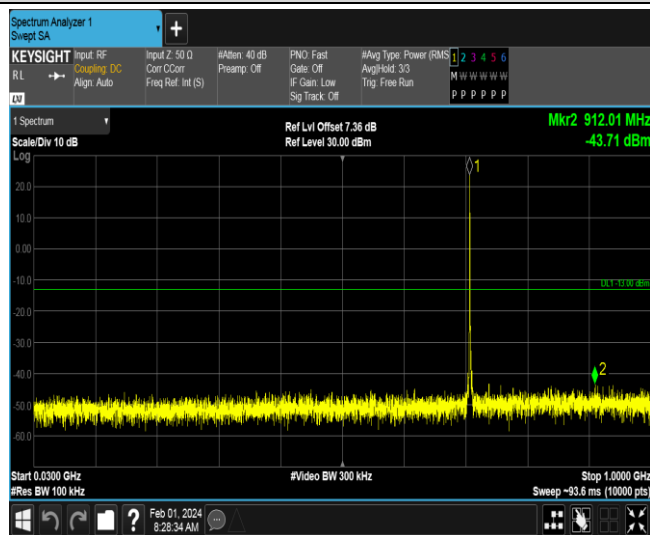 Spectrum Analyzer 1
Swept SA
+
KEYSIGHT
RL
LXI
Input: RF
Coupling: DC
Align: Auto
Input Z: 50 Ω
Corr CCorr
Freq Ref: Int (S)
#Atten: 40 dB
Preamp: Off
PNO: Fast
Gate: Off
IF Gain: Low
Sig Track: Off
#Avg Type: Power (RMS
Avg|Hold: 3/3
Trig: Free Run
1 2 3 4 5 6
M W W W W W
P P P P P P
1 Spectrum
Scale/Div 10 dB
Log
Ref Lvl Offset 7.36 dB
Ref Level 30.00 dBm
Mkr2 912.01 MHz
-43.71 dBm
1
20.0
10.0
0.00
-10.0
DL1 -13.00 dBm
-20.0
-30.0
-40.0
2
-50.0
-60.0
Start 0.0300 GHz
#Video BW 300 kHz
Stop 1.0000 GHz
#Res BW 100 kHz
Sweep ~93.6 ms (10000 pts)
?
Feb 01, 2024
8:28:34 AM